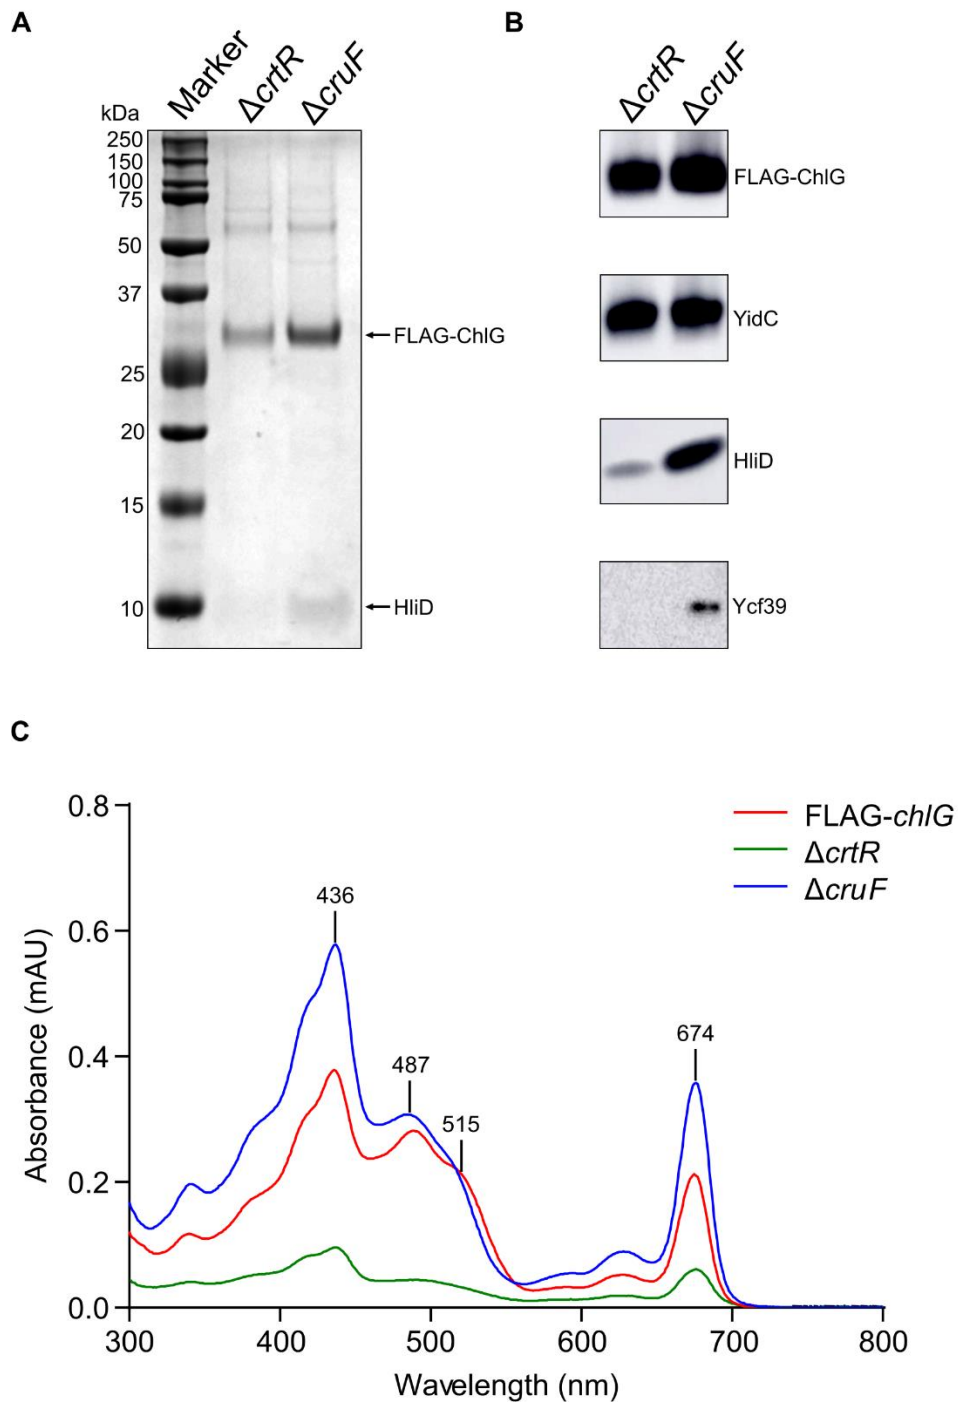 A
B
Marker
ΔcrtR
ΔcruF
kDa
250
150
100
75
50
37
25
20
15
10
FLAG-ChlG
HliD
ΔcrtR
ΔcruF
FLAG-ChlG
YidC
HliD
Ycf39
C
Absorbance (mAU)
0.8
0.6
0.4
0.2
0.0
436
487
515
674
FLAG-chlG
ΔcrtR
ΔcruF
300
400
500
600
700
800
Wavelength (nm)